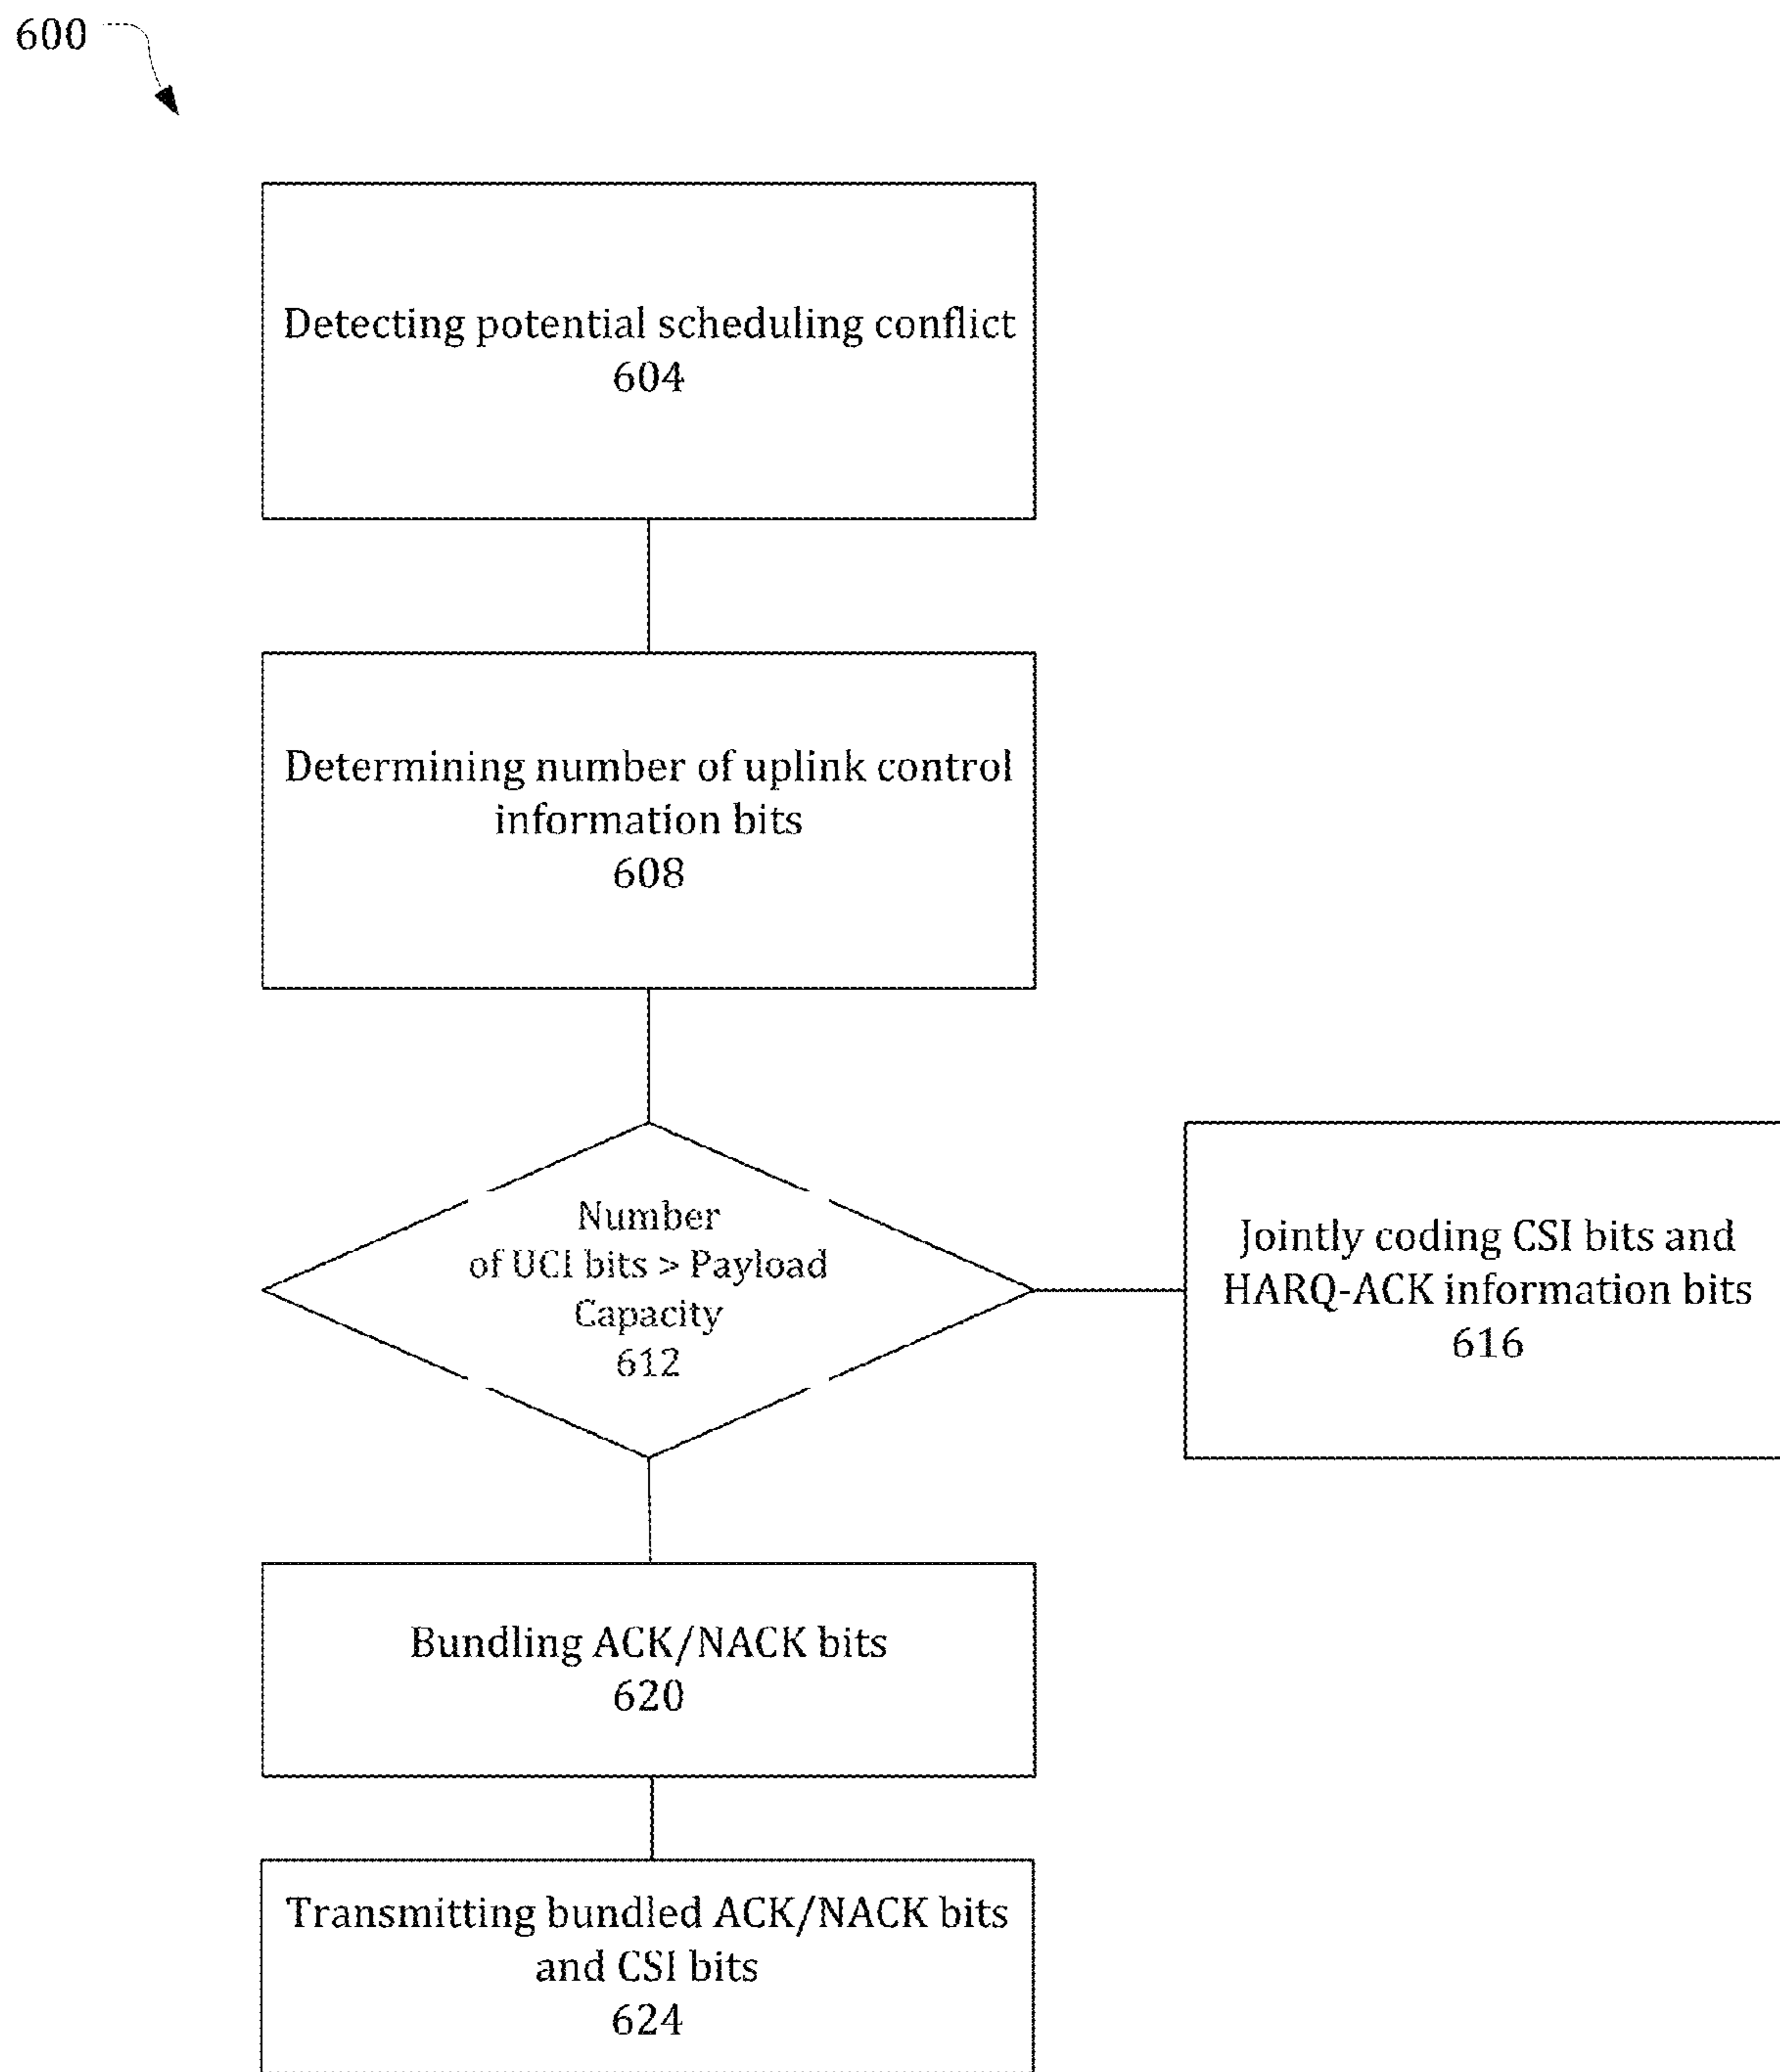 600
Detecting potential scheduling conflict
604
Determining number of uplink control
information bits
608
Number
of UCI bits > Payload
Capacity
612
Jointly coding CSI bits and
HARQ-ACK information bits
616
Bundling ACK/NACK bits
620
Transmitting bundled ACK/NACK bits
and CSI bits
624